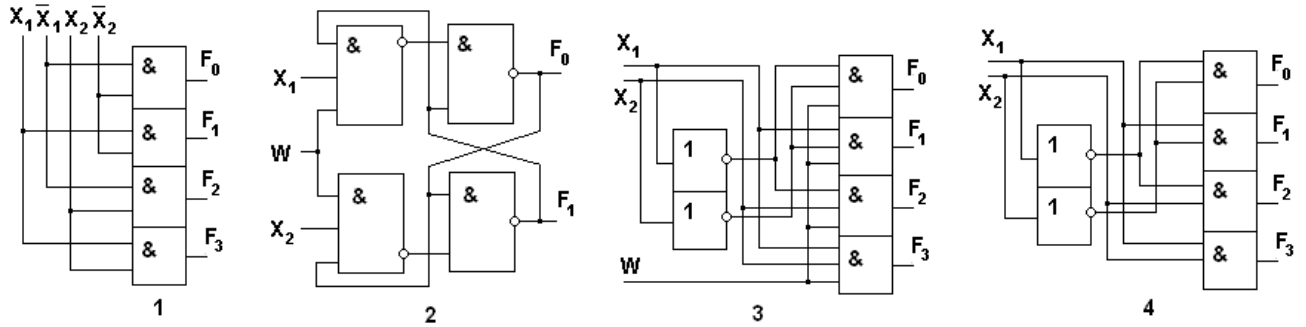 X₁ X̅₁ X₂ X̅₂
& F₀
& F₁
& F₂
& F₃
1
& & F₀
X₁
W
& & F₁
X₂
2
X₁
X₂
& F₀
& F₁
1
& F₂
1
& F₃
W
3
X₁
X₂
& F₀
& F₁
1
& F₂
1
& F₃
4